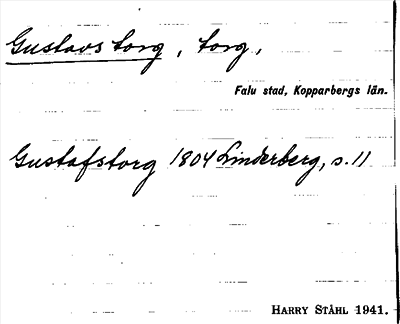 Gustavs torg, torg,
Falu stad, Kopparbergs län.
Gustafstorg 1804 Linderberg, s. 11
HARRY STÅHL 1941.